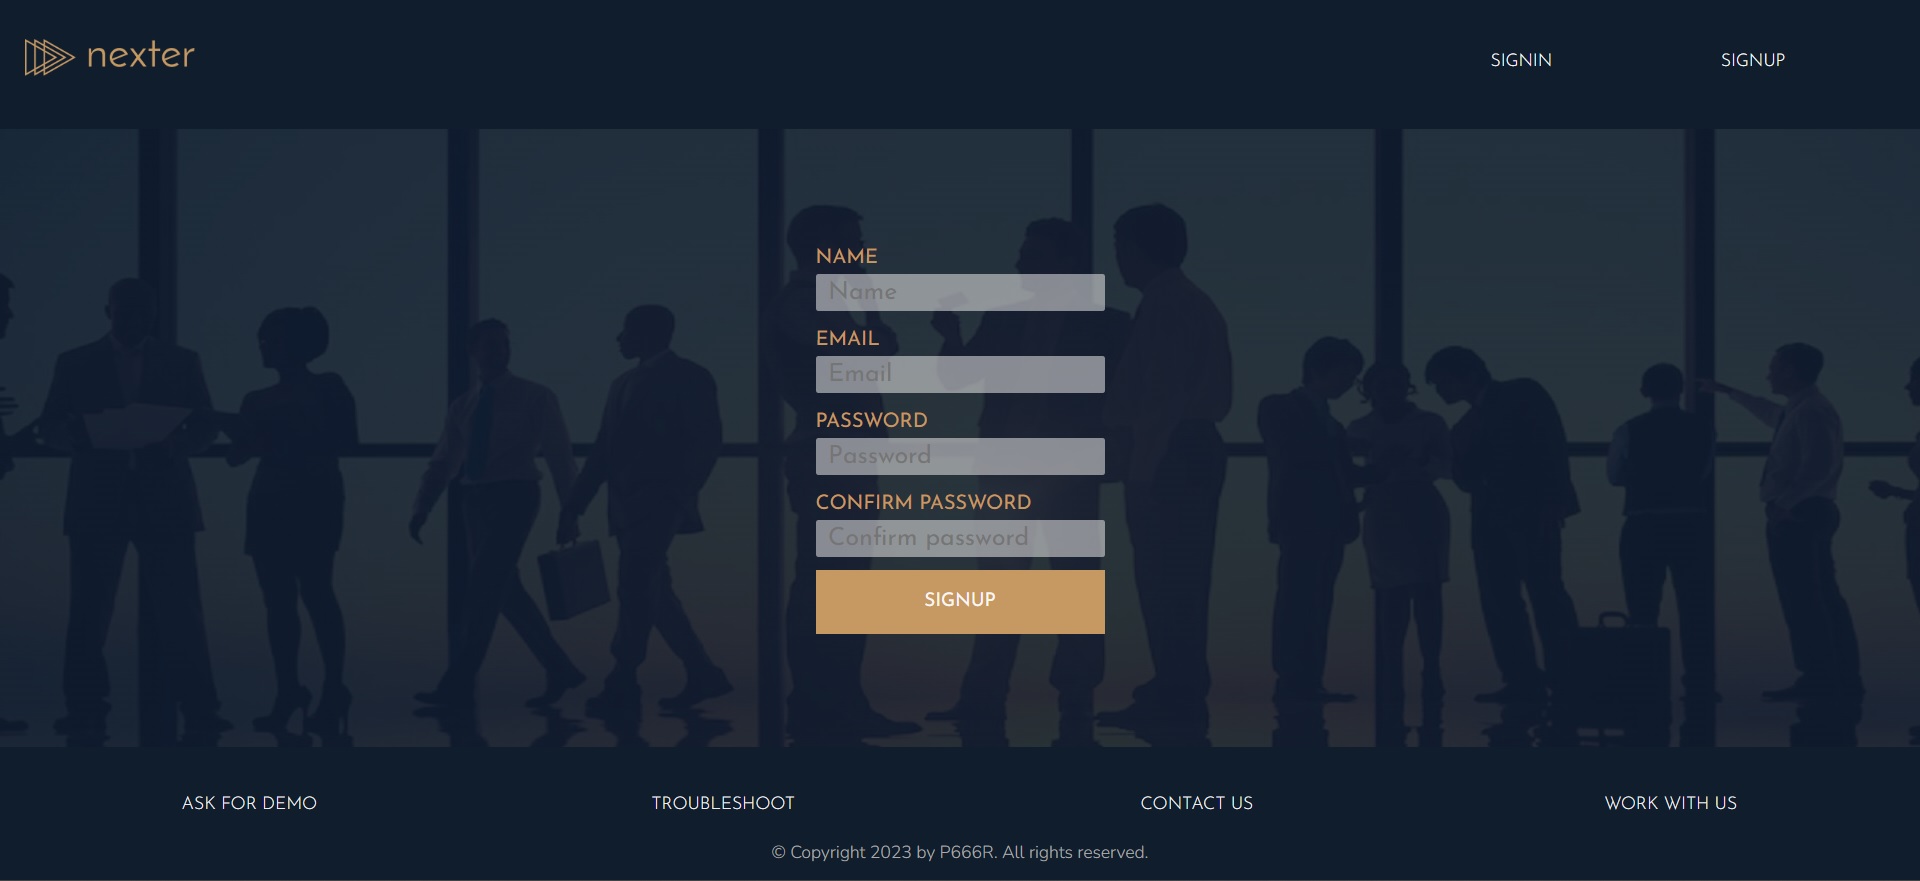 nexter
SIGNIN
SIGNUP
NAME
Name
EMAIL
Email
PASSWORD
Password
CONFIRM PASSWORD
Confirm password
SIGNUP
ASK FOR DEMO
TROUBLESHOOT
CONTACT US
WORK WITH US
© Copyright 2023 by P666R. All rights reserved.